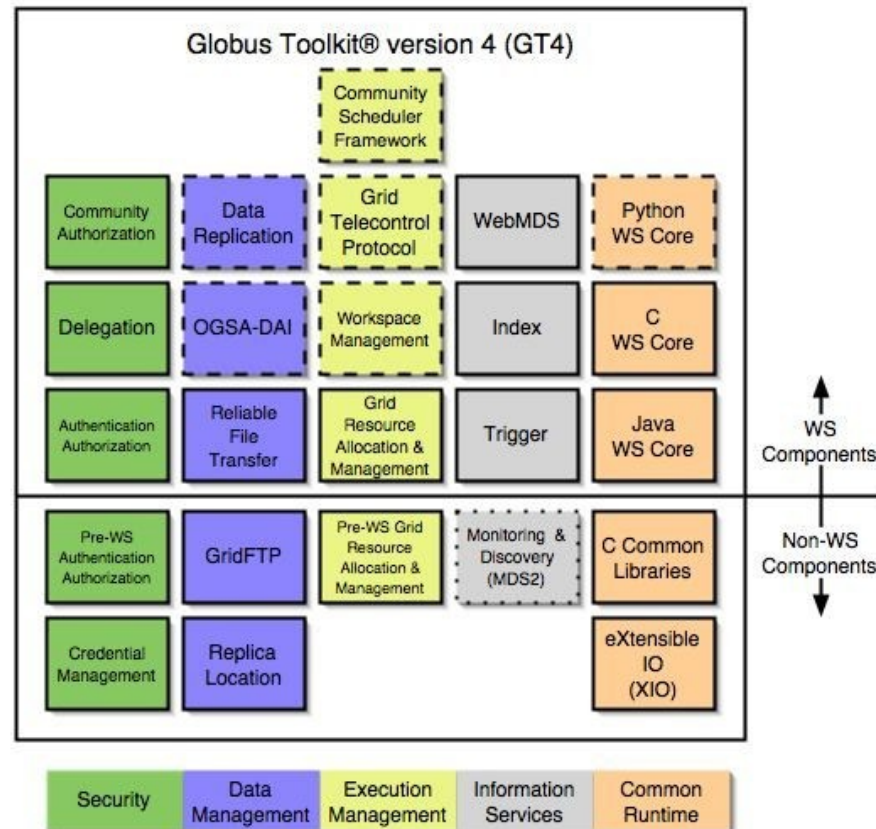 Globus Toolkit® version 4 (GT4)
Community
Scheduler
Framework
Community
Authorization
Data
Replication
Grid
Telecontrol
Protocol
WebMDS
Python
WS Core
Delegation
OGSA-DAI
Workspace
Management
Index
C
WS Core
Authentication
Authorization
Reliable
File
Transfer
Grid
Resource
Allocation &
Management
Trigger
Java
WS Core
WS
Components
Pre-WS
Authentication
Authorization
GridFTP
Pre-WS Grid
Resource
Allocation &
Management
Monitoring &
Discovery
(MDS2)
C Common
Libraries
Non-WS
Components
Credential
Management
Replica
Location
eXtensible
IO
(XIO)
Security
Data
Management
Execution
Management
Information
Services
Common
Runtime